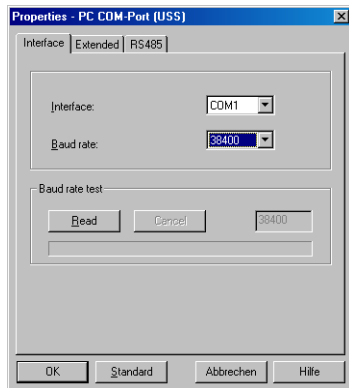 Properties - PC COM-Port (USS)
Interface Extended RS485
Interface: COM1
Baud rate: 38400
Baud rate test
Read Cancel 38400
OK Standard Abbrechen Hilfe